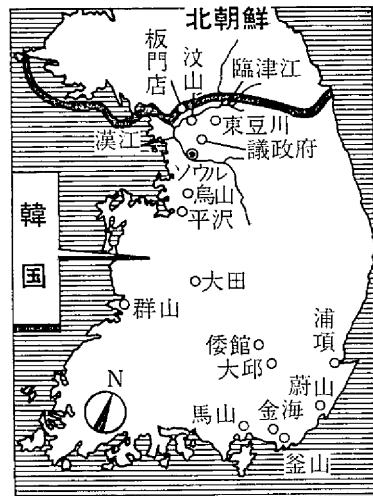 北朝鮮
板門店
汶山
臨津江
漢江
東豆川
議政府
ソウル
烏山
平沢
韓国
大田
群山
浦項
倭館
大邱
蔚山
N
馬山
金海
釜山